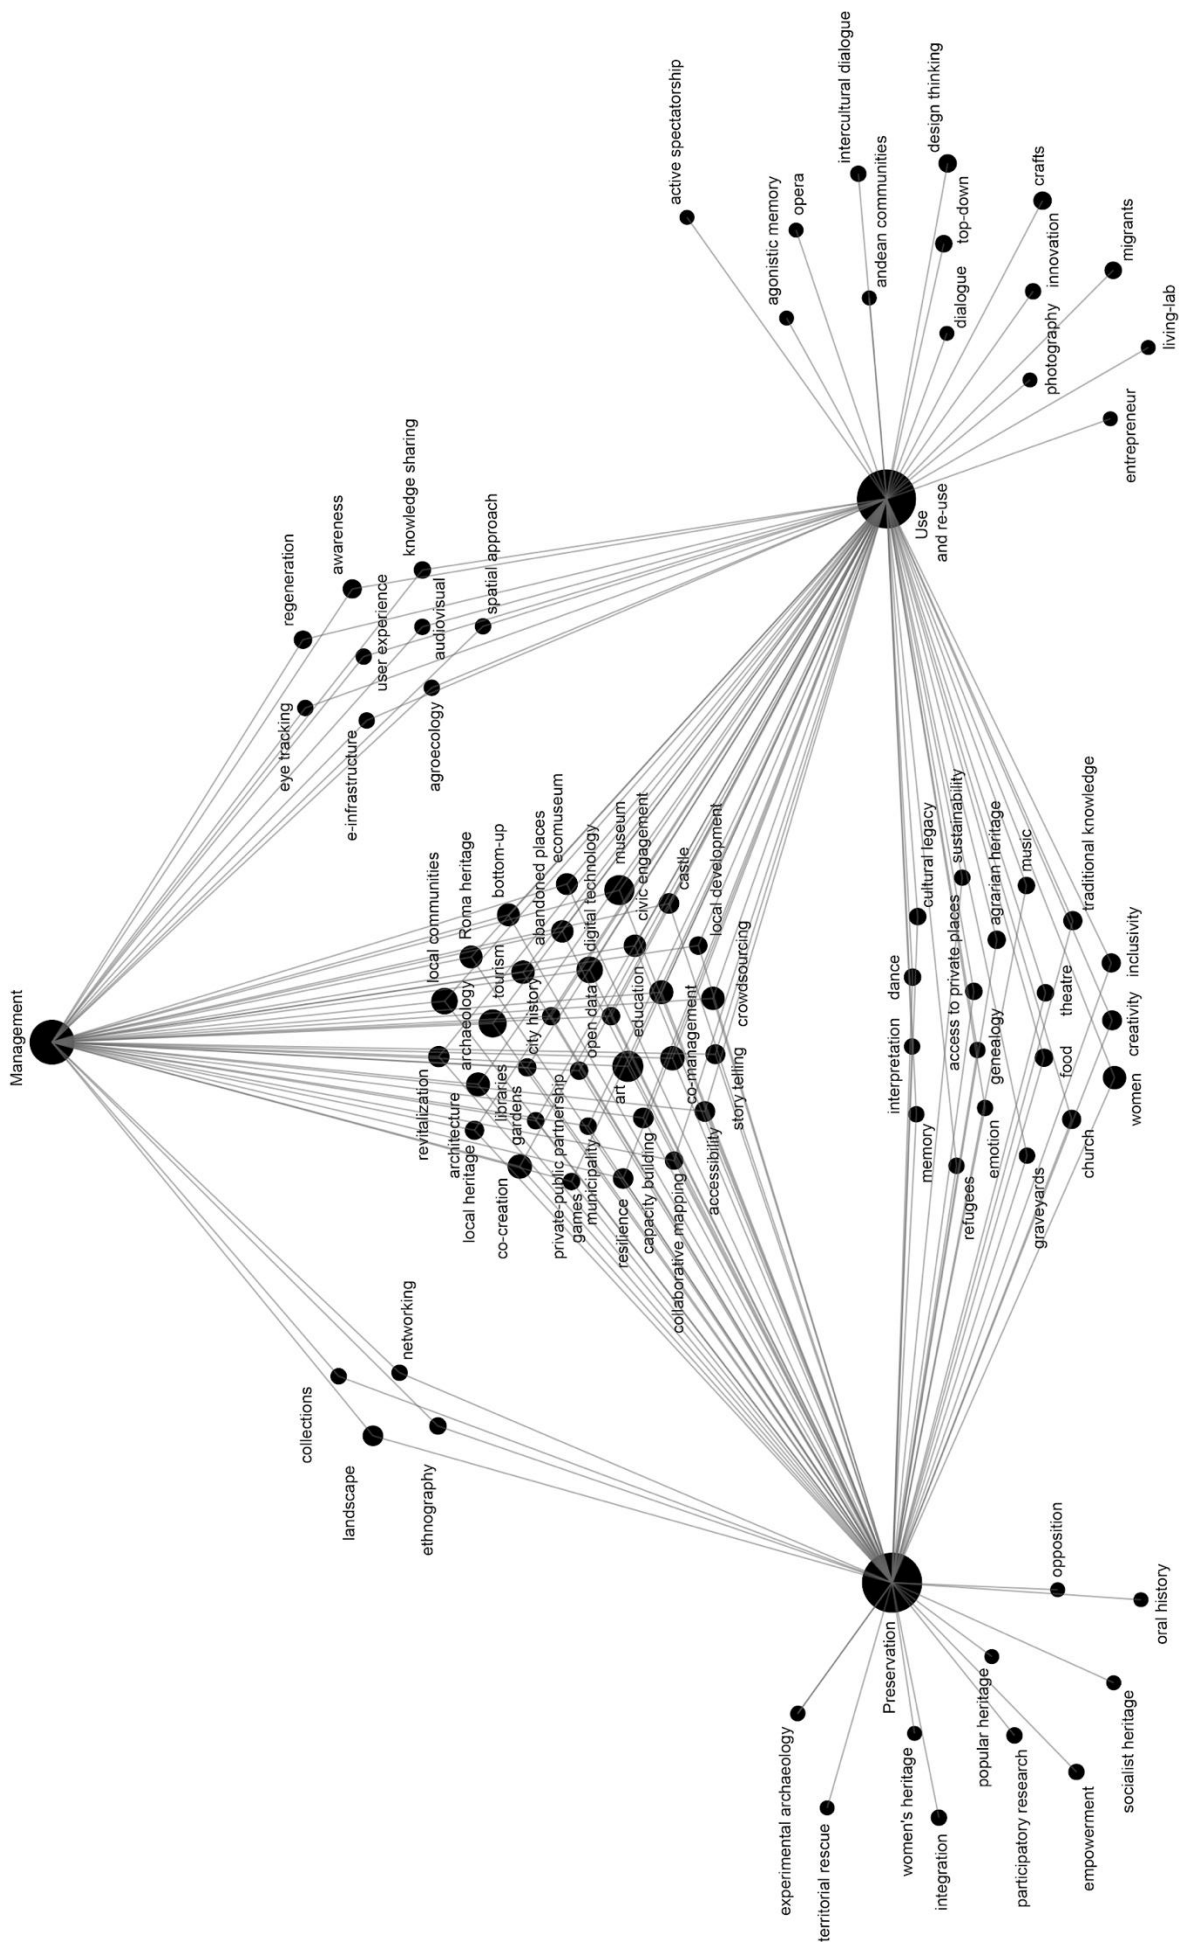 Management
regeneration
awareness
eye tracking
user experience
knowledge sharing
e-infrastructure
audiovisual
agroecology
spatial approach
collections
networking
landscape
ethnography
local communities
Roma heritage
bottom-up
abandoned places
ecomuseum
revitalization
archaeology
tourism
city history
digital technology
museum
architecture
libraries
open data
civic engagement
local heritage
gardens
education
castle
co-creation
private-public partnership
art
local development
games
municipality
co-management
crowdsourcing
resilience
capacity building
story telling
collaborative mapping
accessibility
active spectatorship
agonistic memory
opera
intercultural dialogue
andean communities
design thinking
top-down
dialogue
crafts
innovation
photography
migrants
living-lab
entrepreneur
Use
and re-use
interpretation
dance
cultural legacy
memory
access to private places
sustainability
refugees
emotion
genealogy
agrarian heritage
music
graveyards
food
theatre
traditional knowledge
church
women
creativity
inclusivity
Preservation
experimental archaeology
territorial rescue
women's heritage
integration
popular heritage
participatory research
empowerment
socialist heritage
opposition
oral history